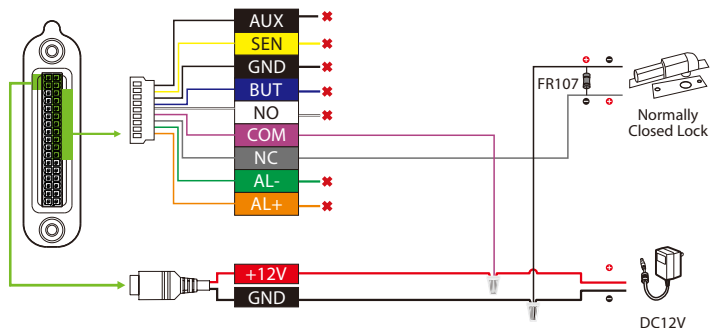 AUX
SEN
GND
BUT
NO
COM
NC
AL-
AL+
FR107
Normally
Closed Lock
+12V
GND
DC12V